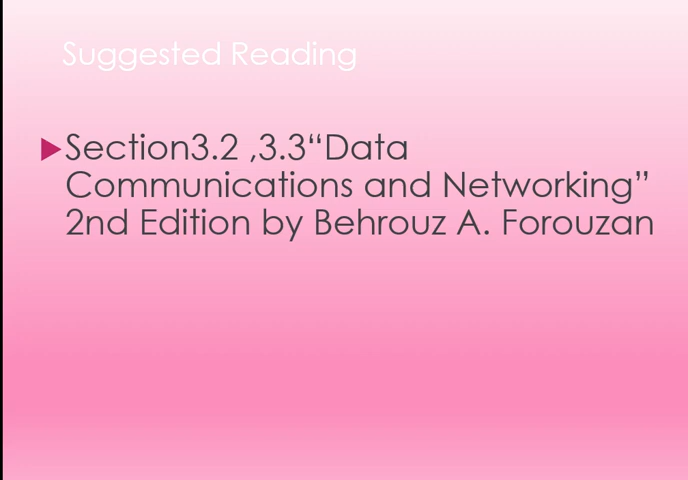 Suggested Reading
Section3.2 ,3.3“Data
Communications and Networking”
2nd Edition by Behrouz A. Forouzan